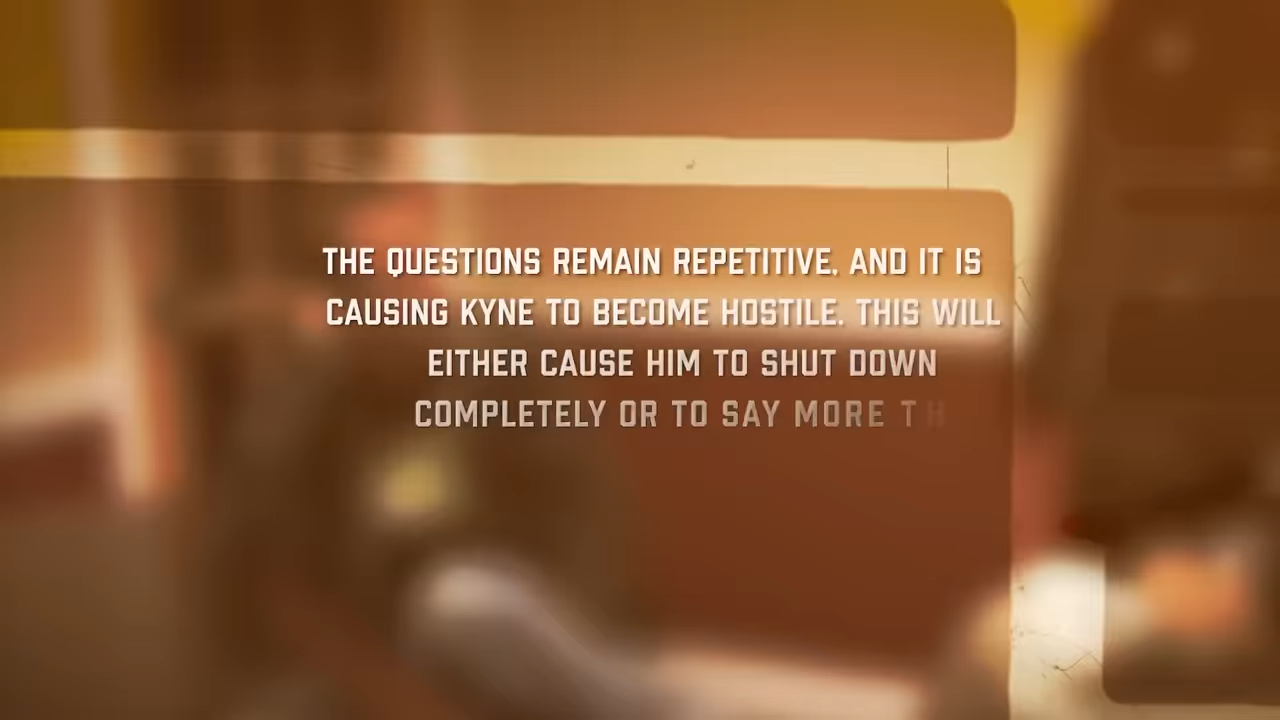 THE QUESTIONS REMAIN REPETITIVE, AND IT IS
CAUSING KYNE TO BECOME HOSTILE. THIS WILL
EITHER CAUSE HIM TO SHUT DOWN
COMPLETELY OR TO SAY MORE TH